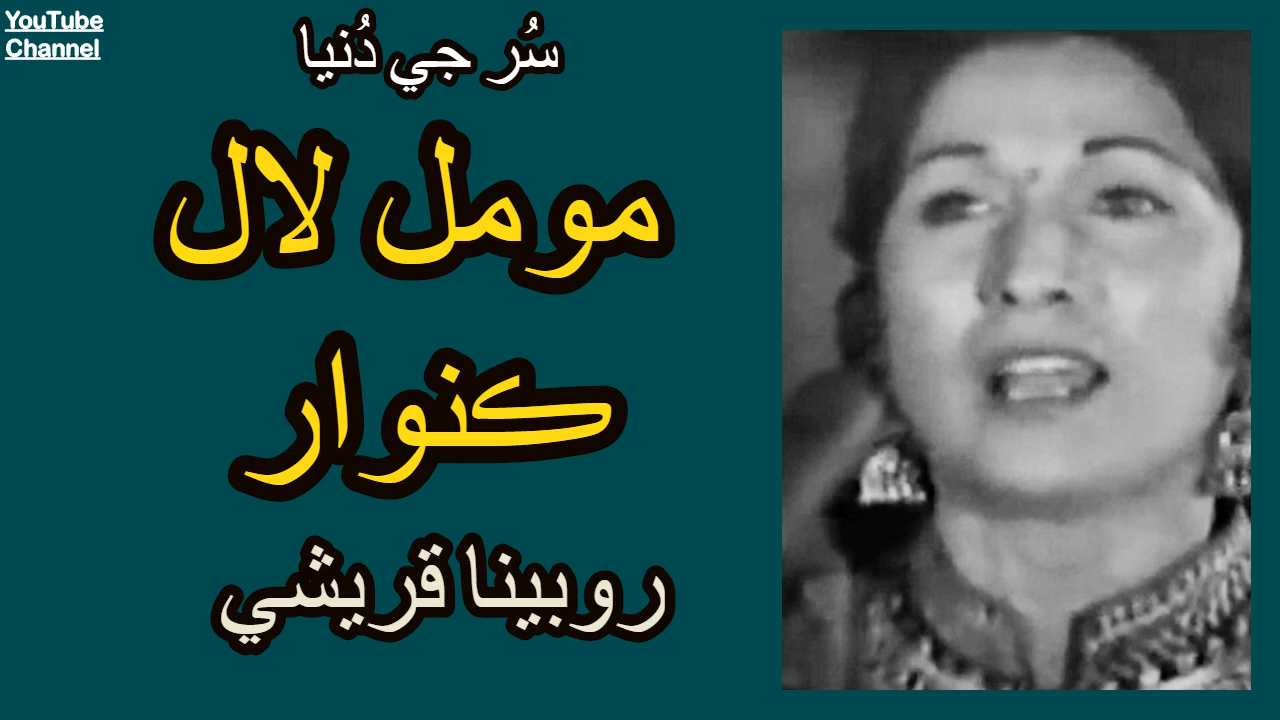 YouTube
Channel
سُر جي دُنيا
مومل لال
ڪنوار
روبينا قريشي